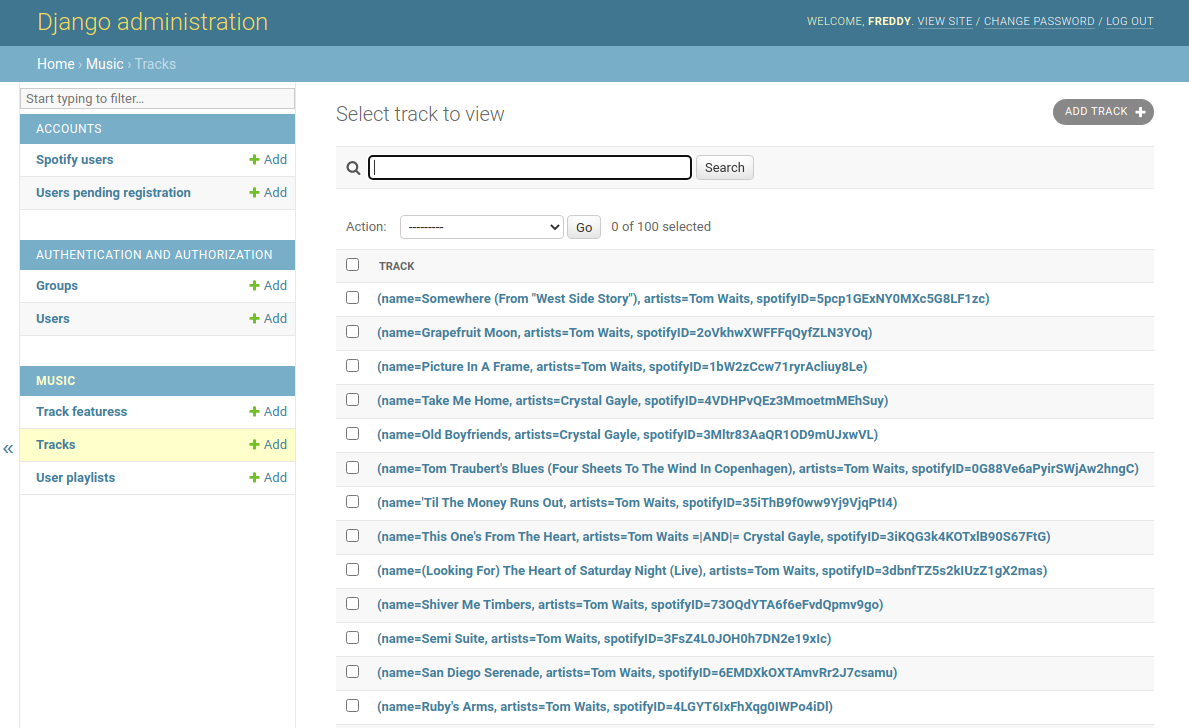 Django administration
WELCOME, FREDDY. VIEW SITE / CHANGE PASSWORD / LOG OUT
Home › Music › Tracks
Start typing to filter...
ACCOUNTS
Spotify users + Add
Users pending registration + Add
AUTHENTICATION AND AUTHORIZATION
Groups + Add
Users + Add
MUSIC
Track featuress + Add
Tracks + Add
User playlists + Add
«
Select track to view
ADD TRACK +
Search
Action: --------- Go 0 of 100 selected
TRACK
(name=Somewhere (From "West Side Story"), artists=Tom Waits, spotifyID=5pcp1GExNY0MXc5G8LF1zc)
(name=Grapefruit Moon, artists=Tom Waits, spotifyID=2oVkhwXWFFFqQyfZLN3YOq)
(name=Picture In A Frame, artists=Tom Waits, spotifyID=1bW2zCcw71ryrAcliuy8Le)
(name=Take Me Home, artists=Crystal Gayle, spotifyID=4VDHPvQEz3MmoetmMEhSuy)
(name=Old Boyfriends, artists=Crystal Gayle, spotifyID=3Mltr83AaQR1OD9mUJxwVL)
(name=Tom Traubert's Blues (Four Sheets To The Wind In Copenhagen), artists=Tom Waits, spotifyID=0G88Ve6aPyirSWjAw2hngC)
(name='Til The Money Runs Out, artists=Tom Waits, spotifyID=35iThB9f0ww9Yj9VjqPtI4)
(name=This One's From The Heart, artists=Tom Waits =|AND|= Crystal Gayle, spotifyID=3iKQG3k4KOTxlB90S67FtG)
(name=(Looking For) The Heart of Saturday Night (Live), artists=Tom Waits, spotifyID=3dbnfTZ5s2kIUzZ1gX2mas)
(name=Shiver Me Timbers, artists=Tom Waits, spotifyID=73OQdYTA6f6eFvdQpmv9go)
(name=Semi Suite, artists=Tom Waits, spotifyID=3FsZ4L0JOH0h7DN2e19xIc)
(name=San Diego Serenade, artists=Tom Waits, spotifyID=6EMDXkOXTAmvRr2J7csamu)
(name=Ruby's Arms, artists=Tom Waits, spotifyID=4LGYT6IxFhXqg0IWPo4iDl)